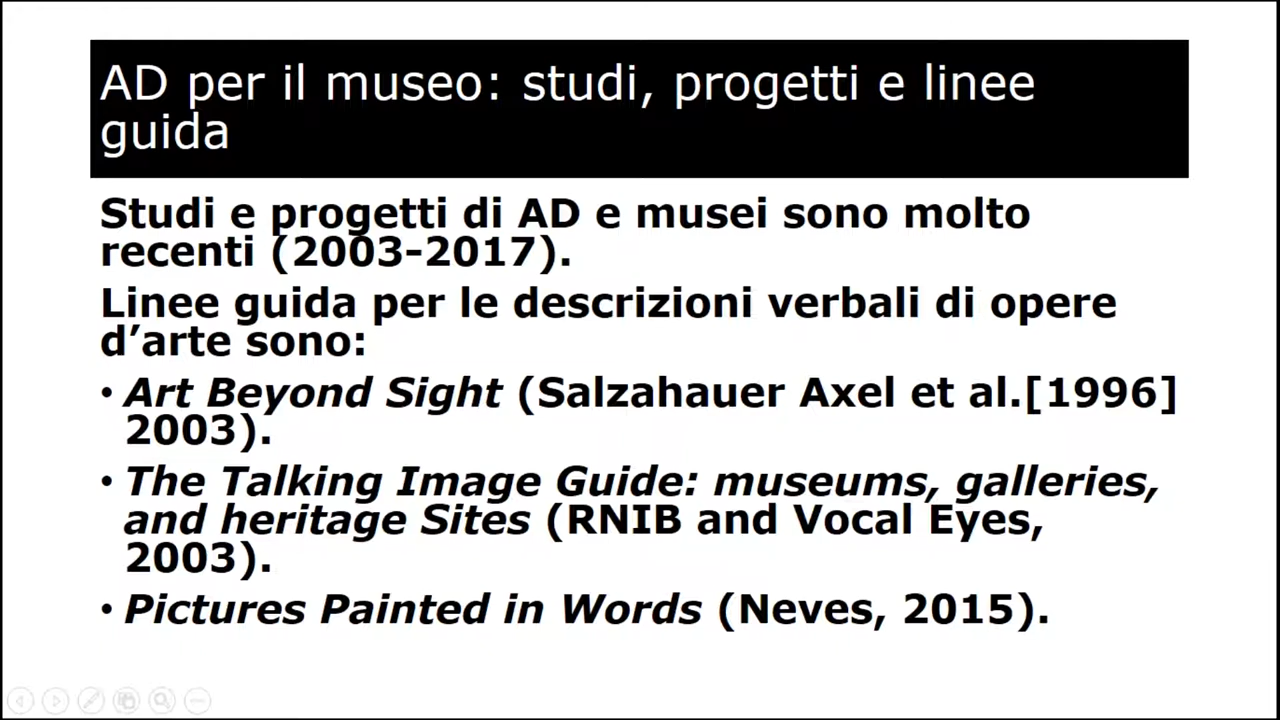 AD per il museo: studi, progetti e linee
guida
Studi e progetti di AD e musei sono molto
recenti (2003-2017).
Linee guida per le descrizioni verbali di opere
d’arte sono:
• Art Beyond Sight (Salzahauer Axel et al.[1996]
2003).
• The Talking Image Guide: museums, galleries,
and heritage Sites (RNIB and Vocal Eyes,
2003).
• Pictures Painted in Words (Neves, 2015).